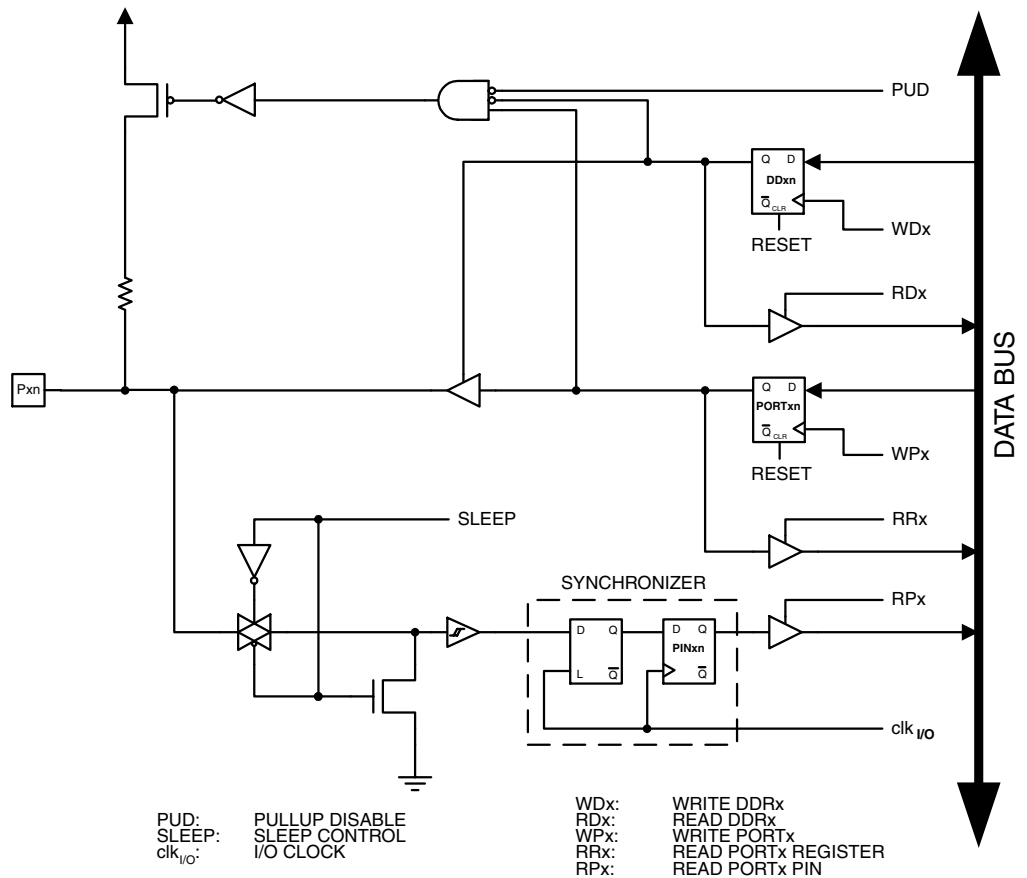 PUD
Q D
DDxn
Q CLR
WDx
RESET
RDx
DATA BUS
Pxn
Q D
PORTxn
Q CLR
WPx
RESET
SLEEP
RRx
SYNCHRONIZER
RPx
D Q
L Q
D Q
PINxn
Q
clk I/O
PUD: PULLUP DISABLE
SLEEP: SLEEP CONTROL
clkI/O: I/O CLOCK
WDx: WRITE DDRx
RDx: READ DDRx
WPx: WRITE PORTx
RRx: READ PORTx REGISTER
RPx: READ PORTx PIN